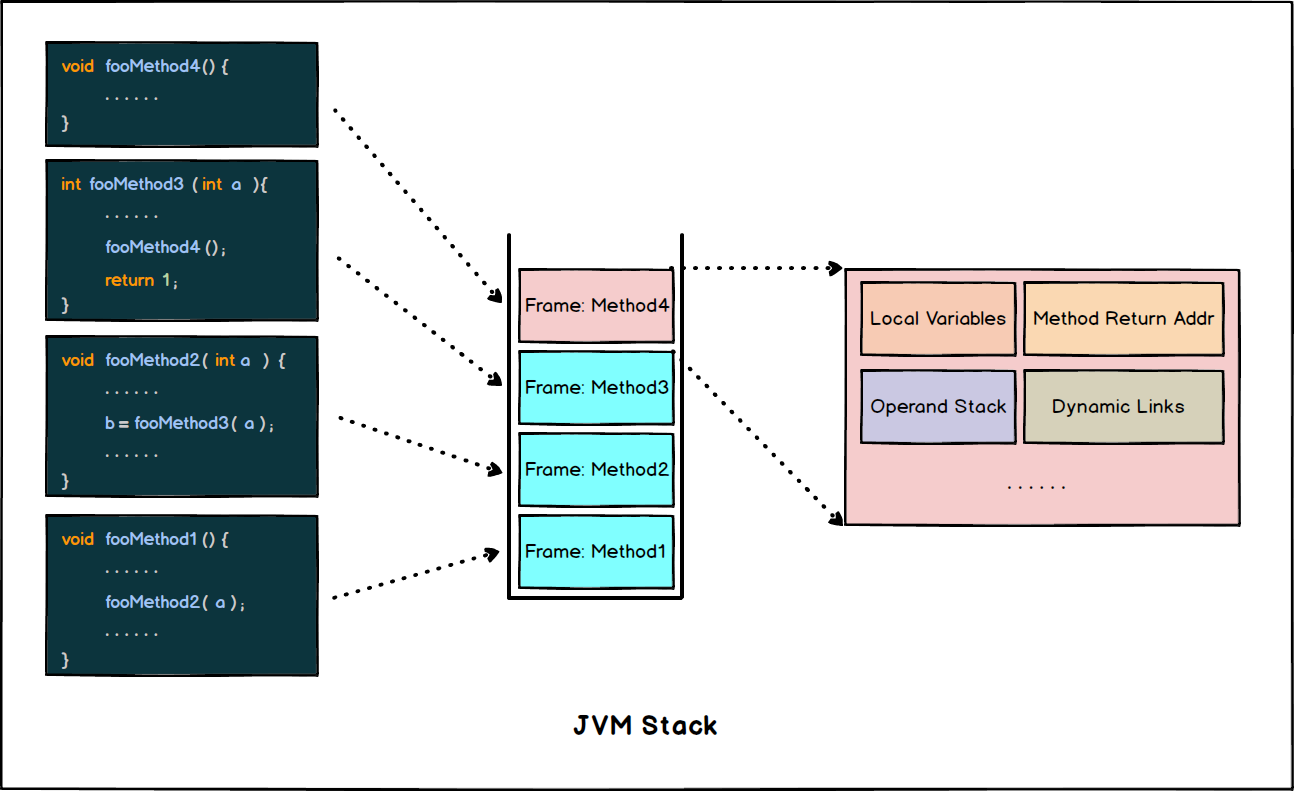 void fooMethod4() {
......
}
int fooMethod3 (int a ){
......
fooMethod4 ();
return 1;
}
void fooMethod2( int a ) {
......
b = fooMethod3( a );
......
}
void fooMethod1() {
......
fooMethod2( a );
......
}
Frame: Method4
Frame: Method3
Frame: Method2
Frame: Method1
Local Variables
Method Return Addr
Operand Stack
Dynamic Links
......
JVM Stack